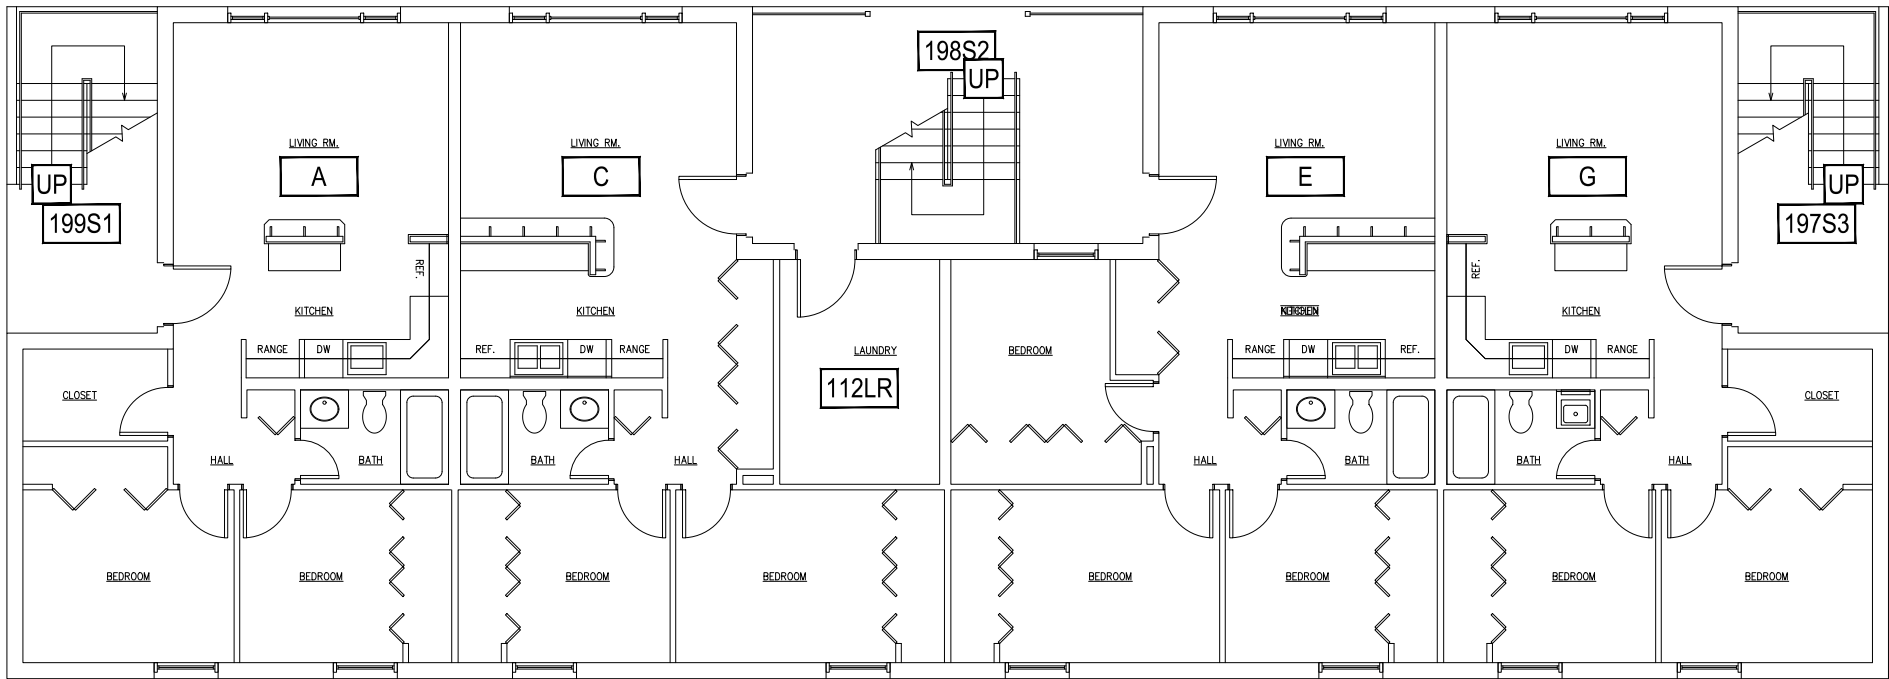 198S2
UP
LIVING RM.
LIVING RM.
LIVING RM.
LIVING RM.
A
C
E
G
UP
UP
199S1
197S3
REF.
REF.
KITCHEN
KITCHEN
KITCHEN
RANGE
DW
REF.
DW
RANGE
LAUNDRY
BEDROOM
RANGE
DW
REF.
DW
RANGE
112LR
CLOSET
CLOSET
HALL
BATH
BATH
HALL
HALL
BATH
BATH
HALL
BEDROOM
BEDROOM
BEDROOM
BEDROOM
BEDROOM
BEDROOM
BEDROOM
BEDROOM